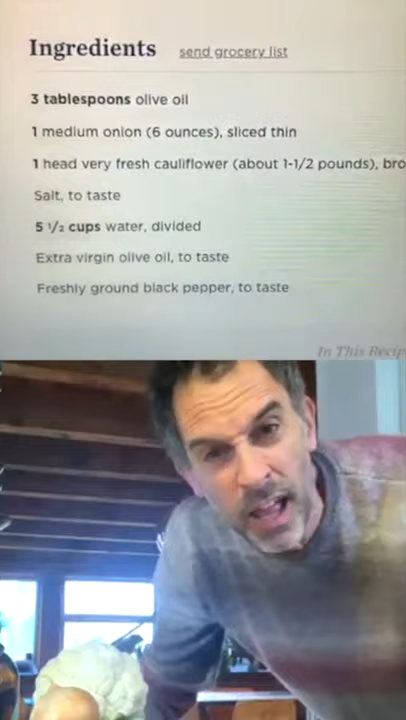 Ingredients send grocery list
3 tablespoons olive oil
1 medium onion (6 ounces), sliced thin
1 head very fresh cauliflower (about 1-1/2 pounds), bro
Salt, to taste
5 1/2 cups water, divided
Extra virgin olive oil, to taste
Freshly ground black pepper, to taste
In This Recip